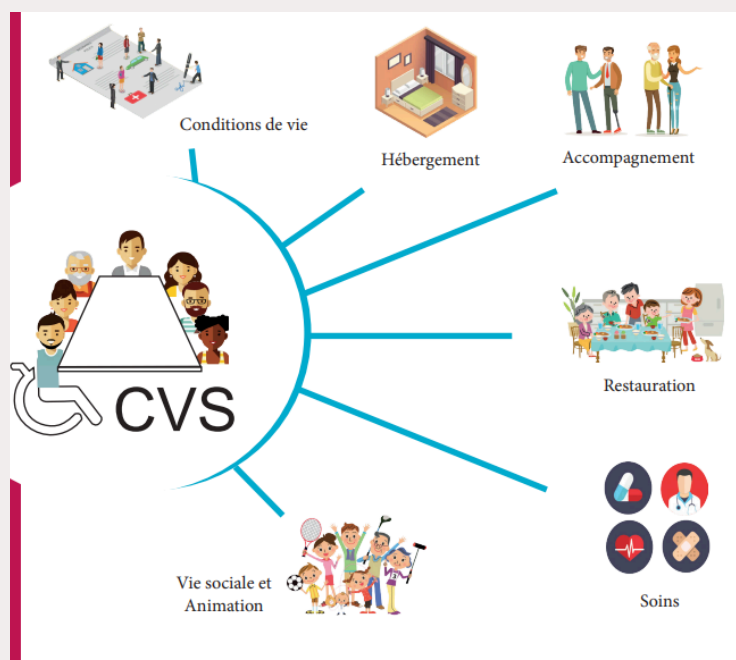 Conditions de vie
Hébergement
Accompagnement
CVS
Restauration
Vie sociale et
Animation
Soins